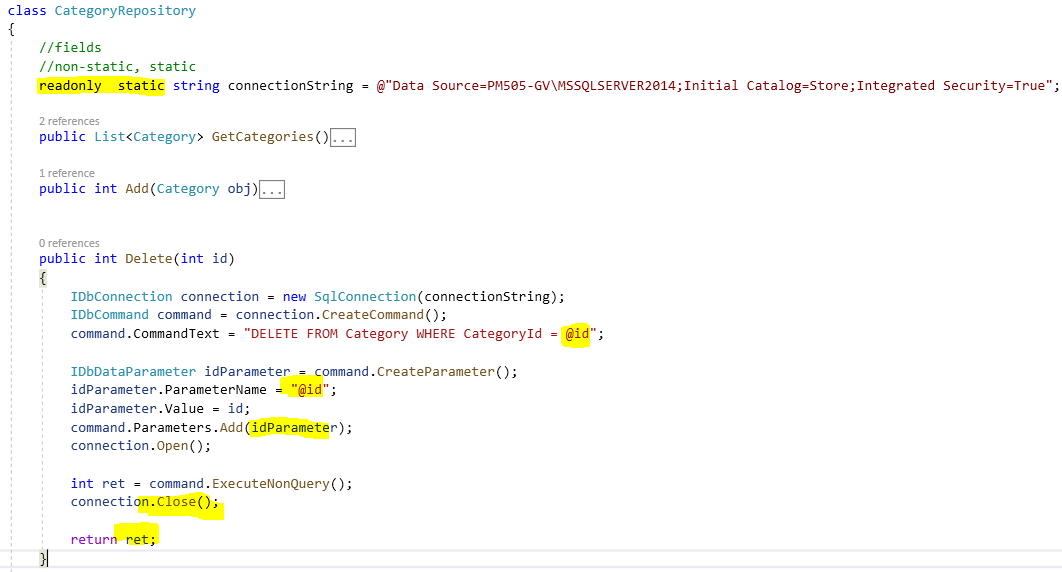 class CategoryRepository
{
//fields
//non-static, static
readonly  static string connectionString = @"Data Source=PM505-GV\MSSQLSERVER2014;Initial Catalog=Store;Integrated Security=True";
2 references
public List<Category> GetCategories()...
1 reference
public int Add(Category obj)...
0 references
public int Delete(int id)
{
IDbConnection connection = new SqlConnection(connectionString);
IDbCommand command = connection.CreateCommand();
command.CommandText = "DELETE FROM Category WHERE CategoryId = @id";
IDbDataParameter idParameter = command.CreateParameter();
idParameter.ParameterName = "@id";
idParameter.Value = id;
command.Parameters.Add(idParameter);
connection.Open();
int ret = command.ExecuteNonQuery();
connection.Close();
return ret;
}